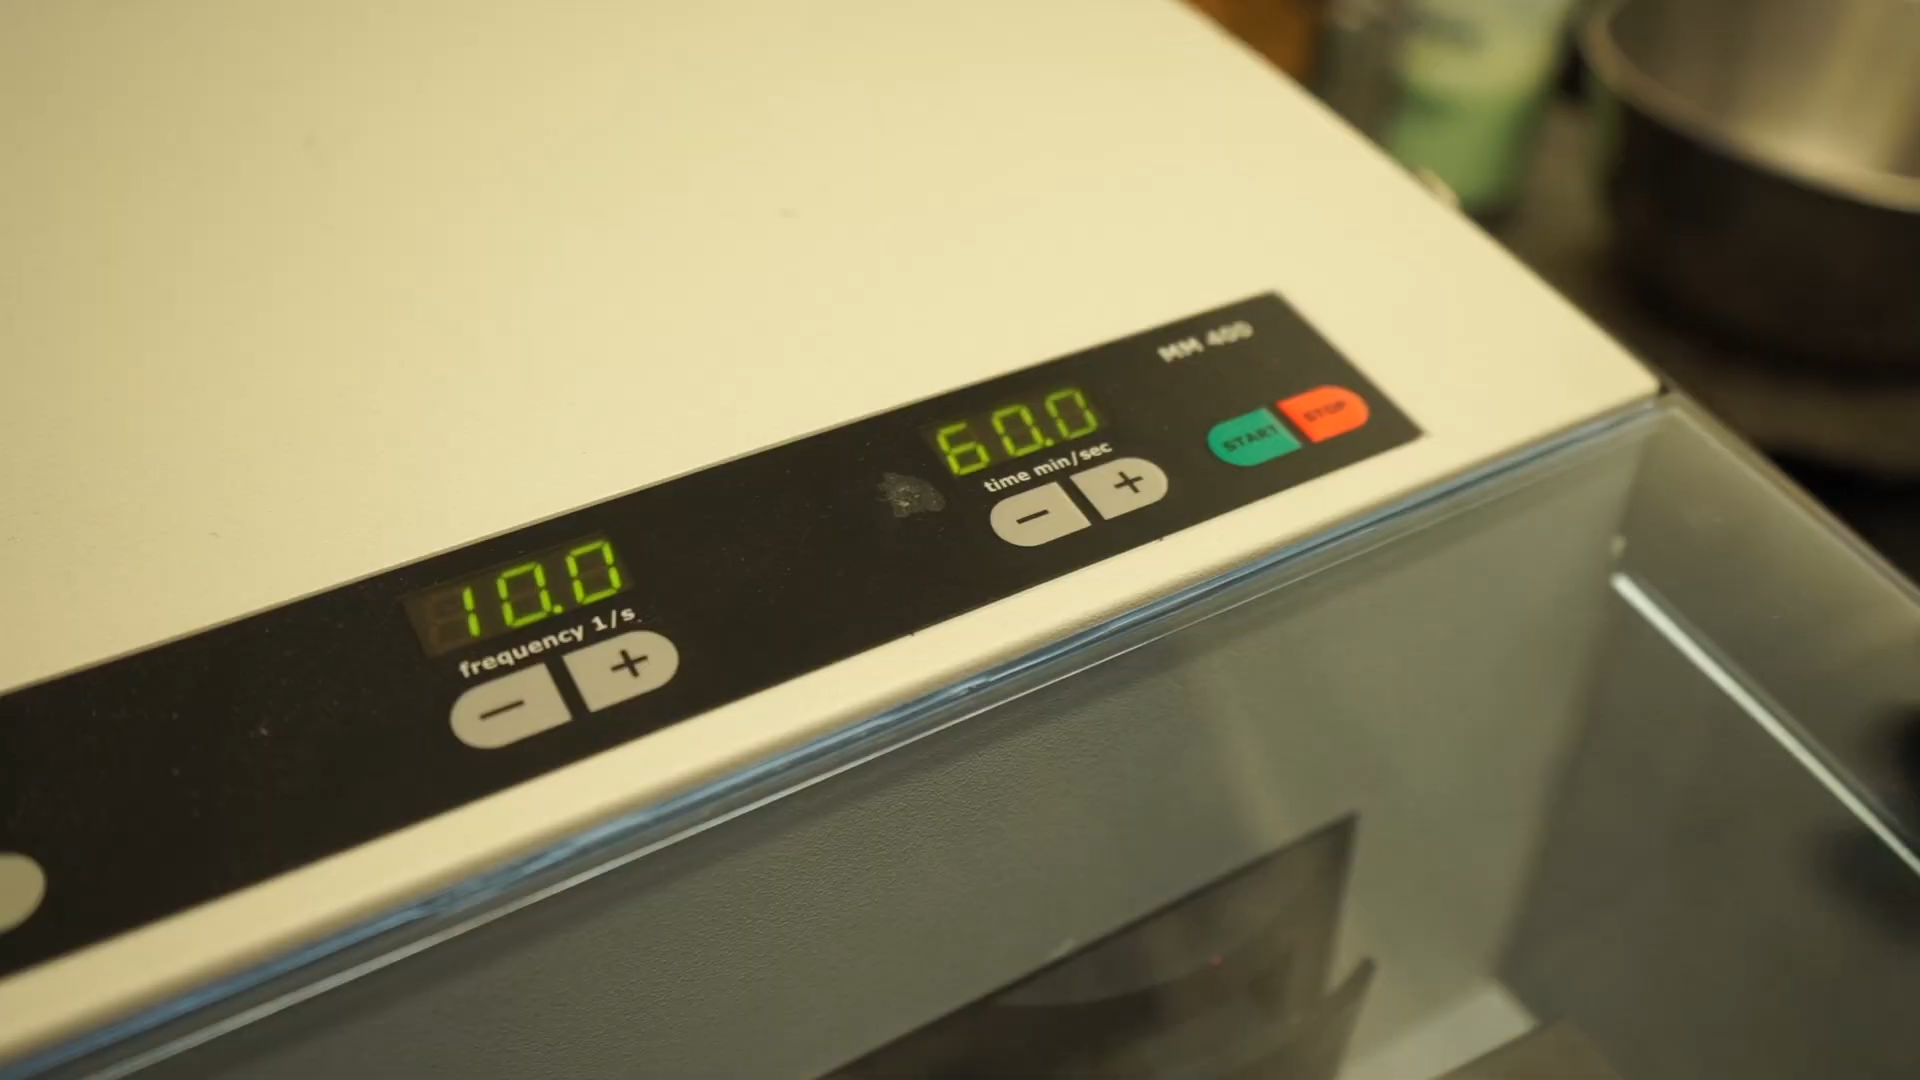 MM 400
60.0
time min/sec
− +
START STOP
10.0
frequency 1/s
− +